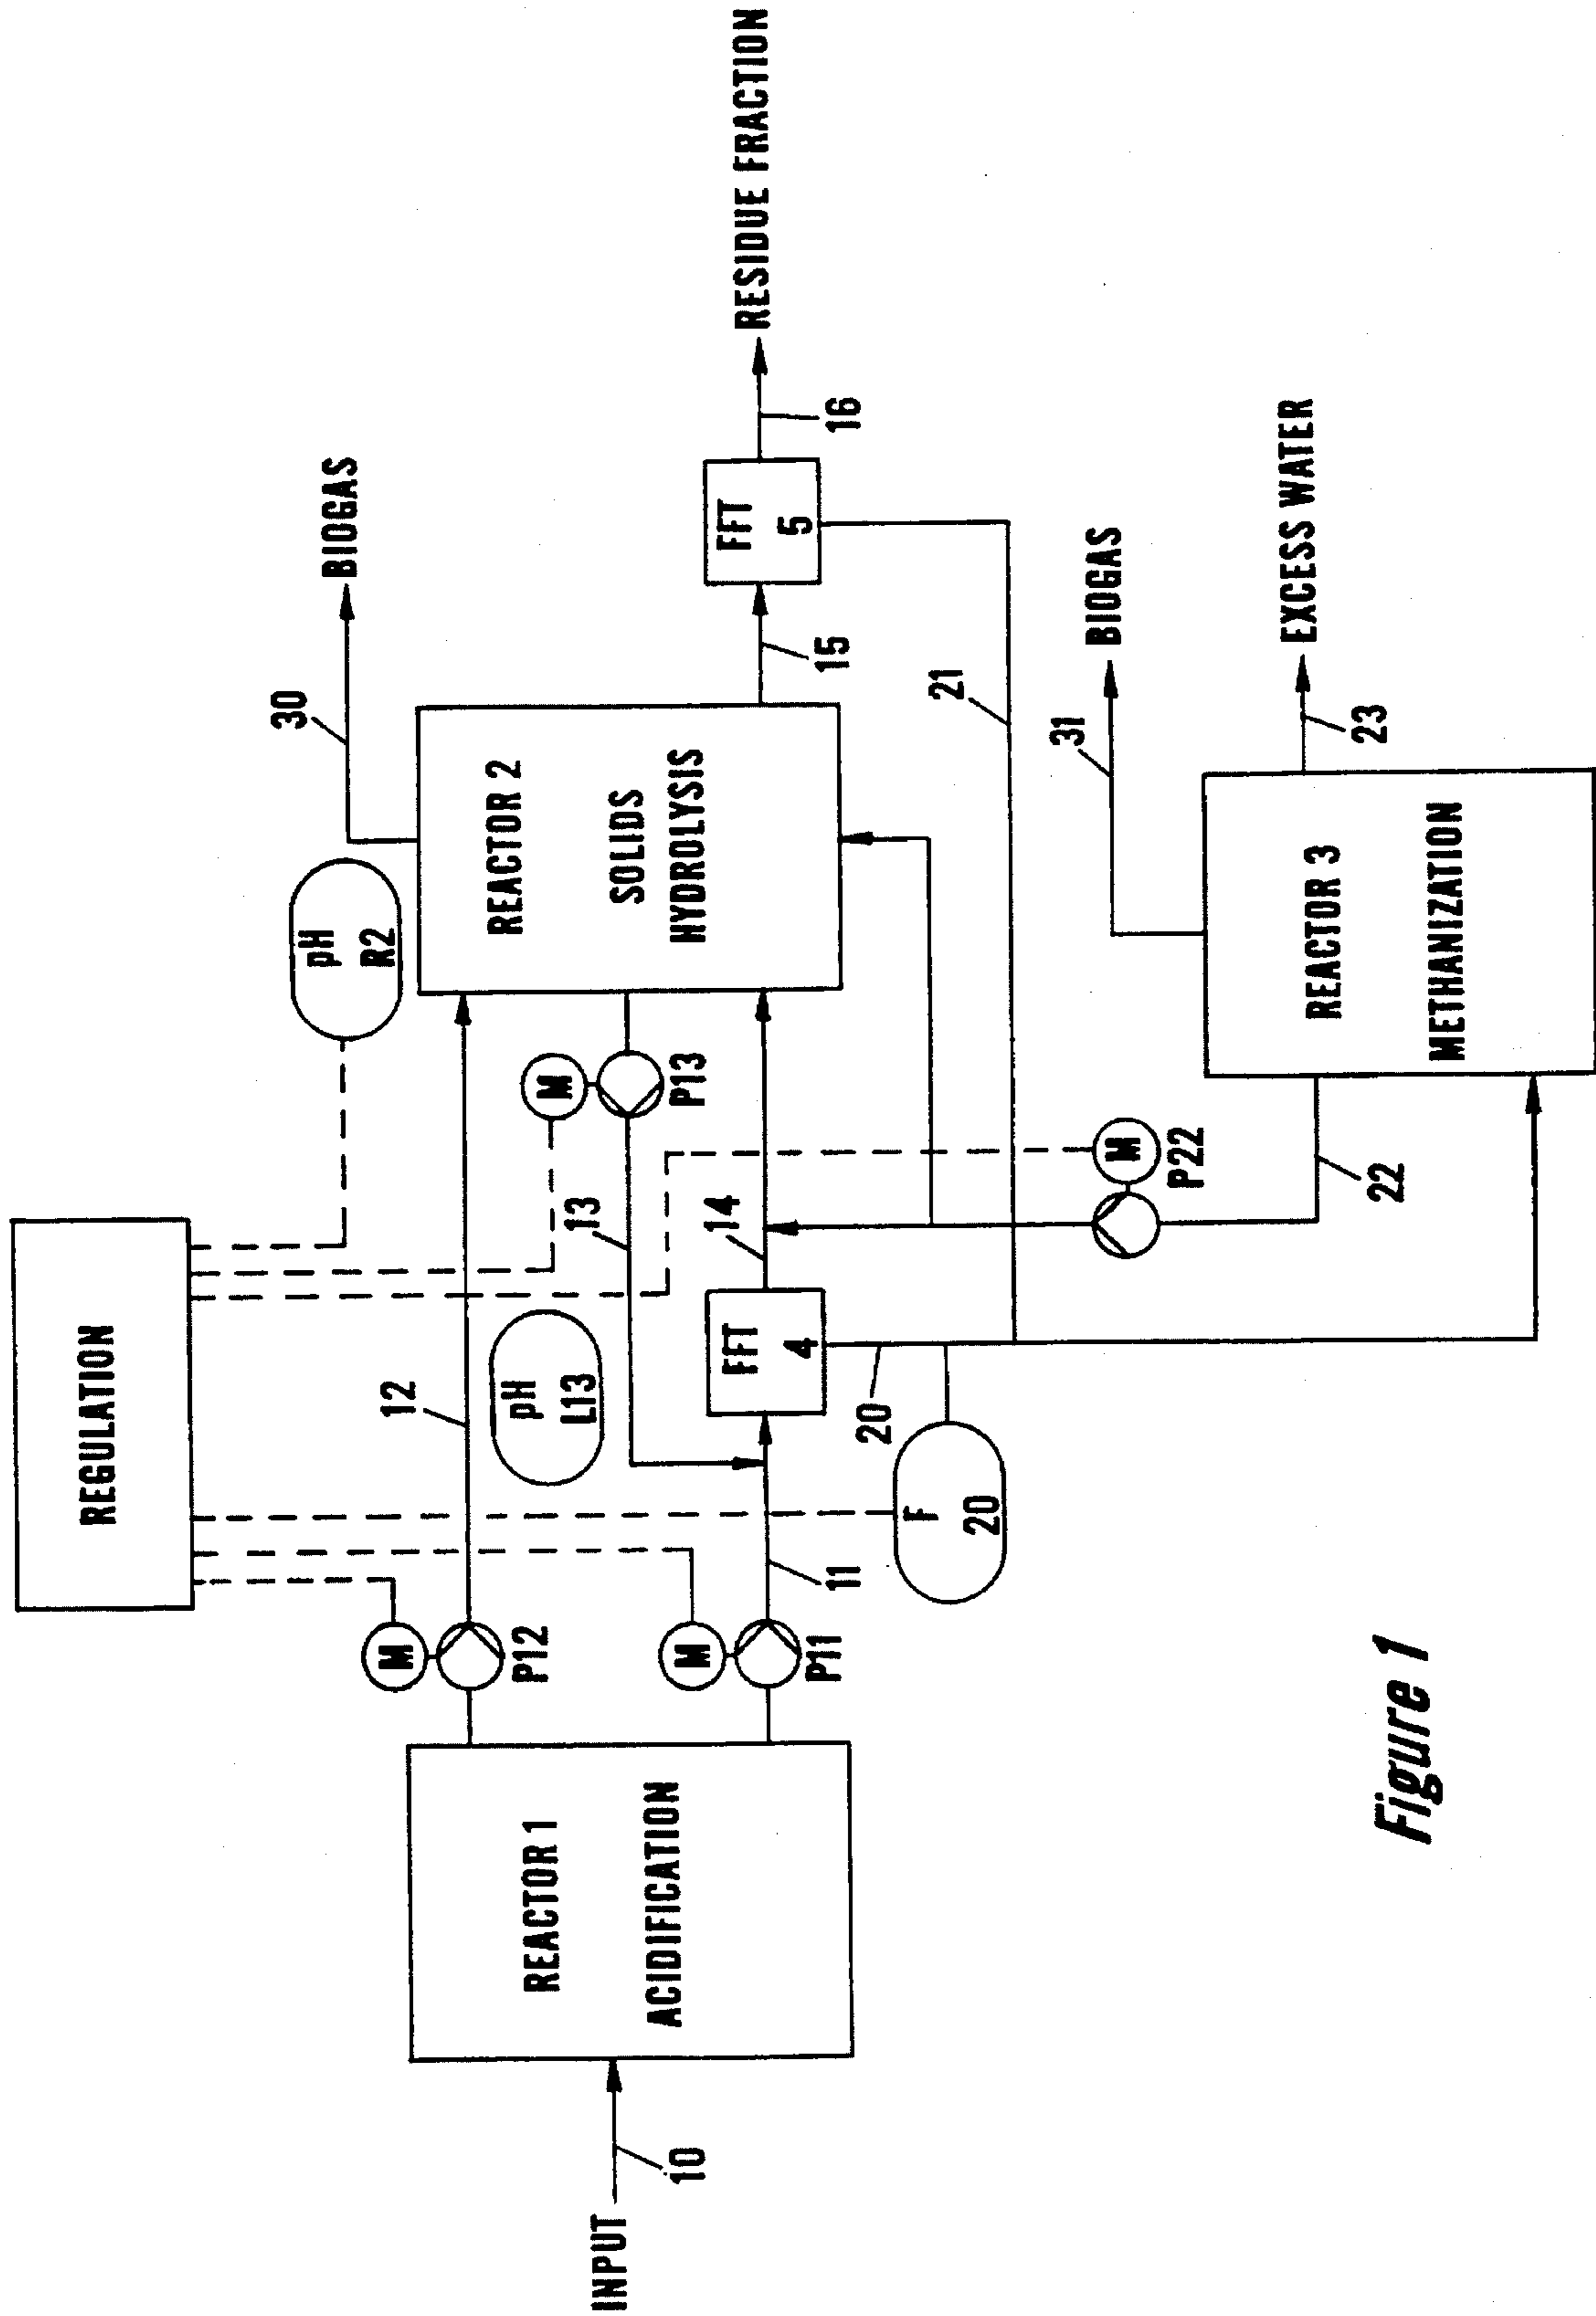 REGULATION
BIOGAS
30
pH
R2
12
M
P12
REACTOR 1
ACIDIFICATION
INPUT
10
M
P11
11
pH
L13
13
M
P13
REACTOR 2
SOLIDS
HYDROLYSIS
FFT
4
14
15
FFT
5
16
RESIDUE FRACTION
F
20
20
21
M
P22
22
BIOGAS
31
REACTOR 3
METHANIZATION
23
EXCESS WATER
Figure 1